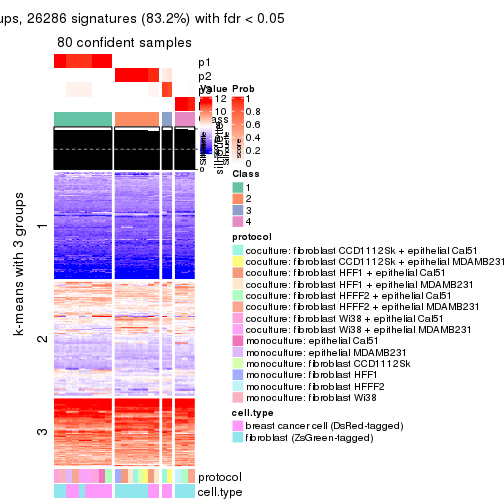 ups, 26286 signatures (83.2%) with fdr < 0.05
80 confident samples
p1
p2
Value
Prob
12
10
8
6
4
2
0
1
0.8
0.6
0.4
0.2
0
Silhouette
score
Class
1
2
3
4
k-means with 3 groups
1
2
3
protocol
coculture: fibroblast CCD1112Sk + epithelial Cal51
coculture: fibroblast CCD1112Sk + epithelial MDAMB231
coculture: fibroblast HFF1 + epithelial Cal51
coculture: fibroblast HFF1 + epithelial MDAMB231
coculture: fibroblast HFFF2 + epithelial Cal51
coculture: fibroblast HFFF2 + epithelial MDAMB231
coculture: fibroblast Wi38 + epithelial Cal51
coculture: fibroblast Wi38 + epithelial MDAMB231
monoculture: epithelial Cal51
monoculture: epithelial MDAMB231
monoculture: fibroblast CCD1112Sk
monoculture: fibroblast HFF1
monoculture: fibroblast HFFF2
monoculture: fibroblast Wi38
cell.type
breast cancer cell (DsRed-tagged)
fibroblast (ZsGreen-tagged)
protocol
cell.type